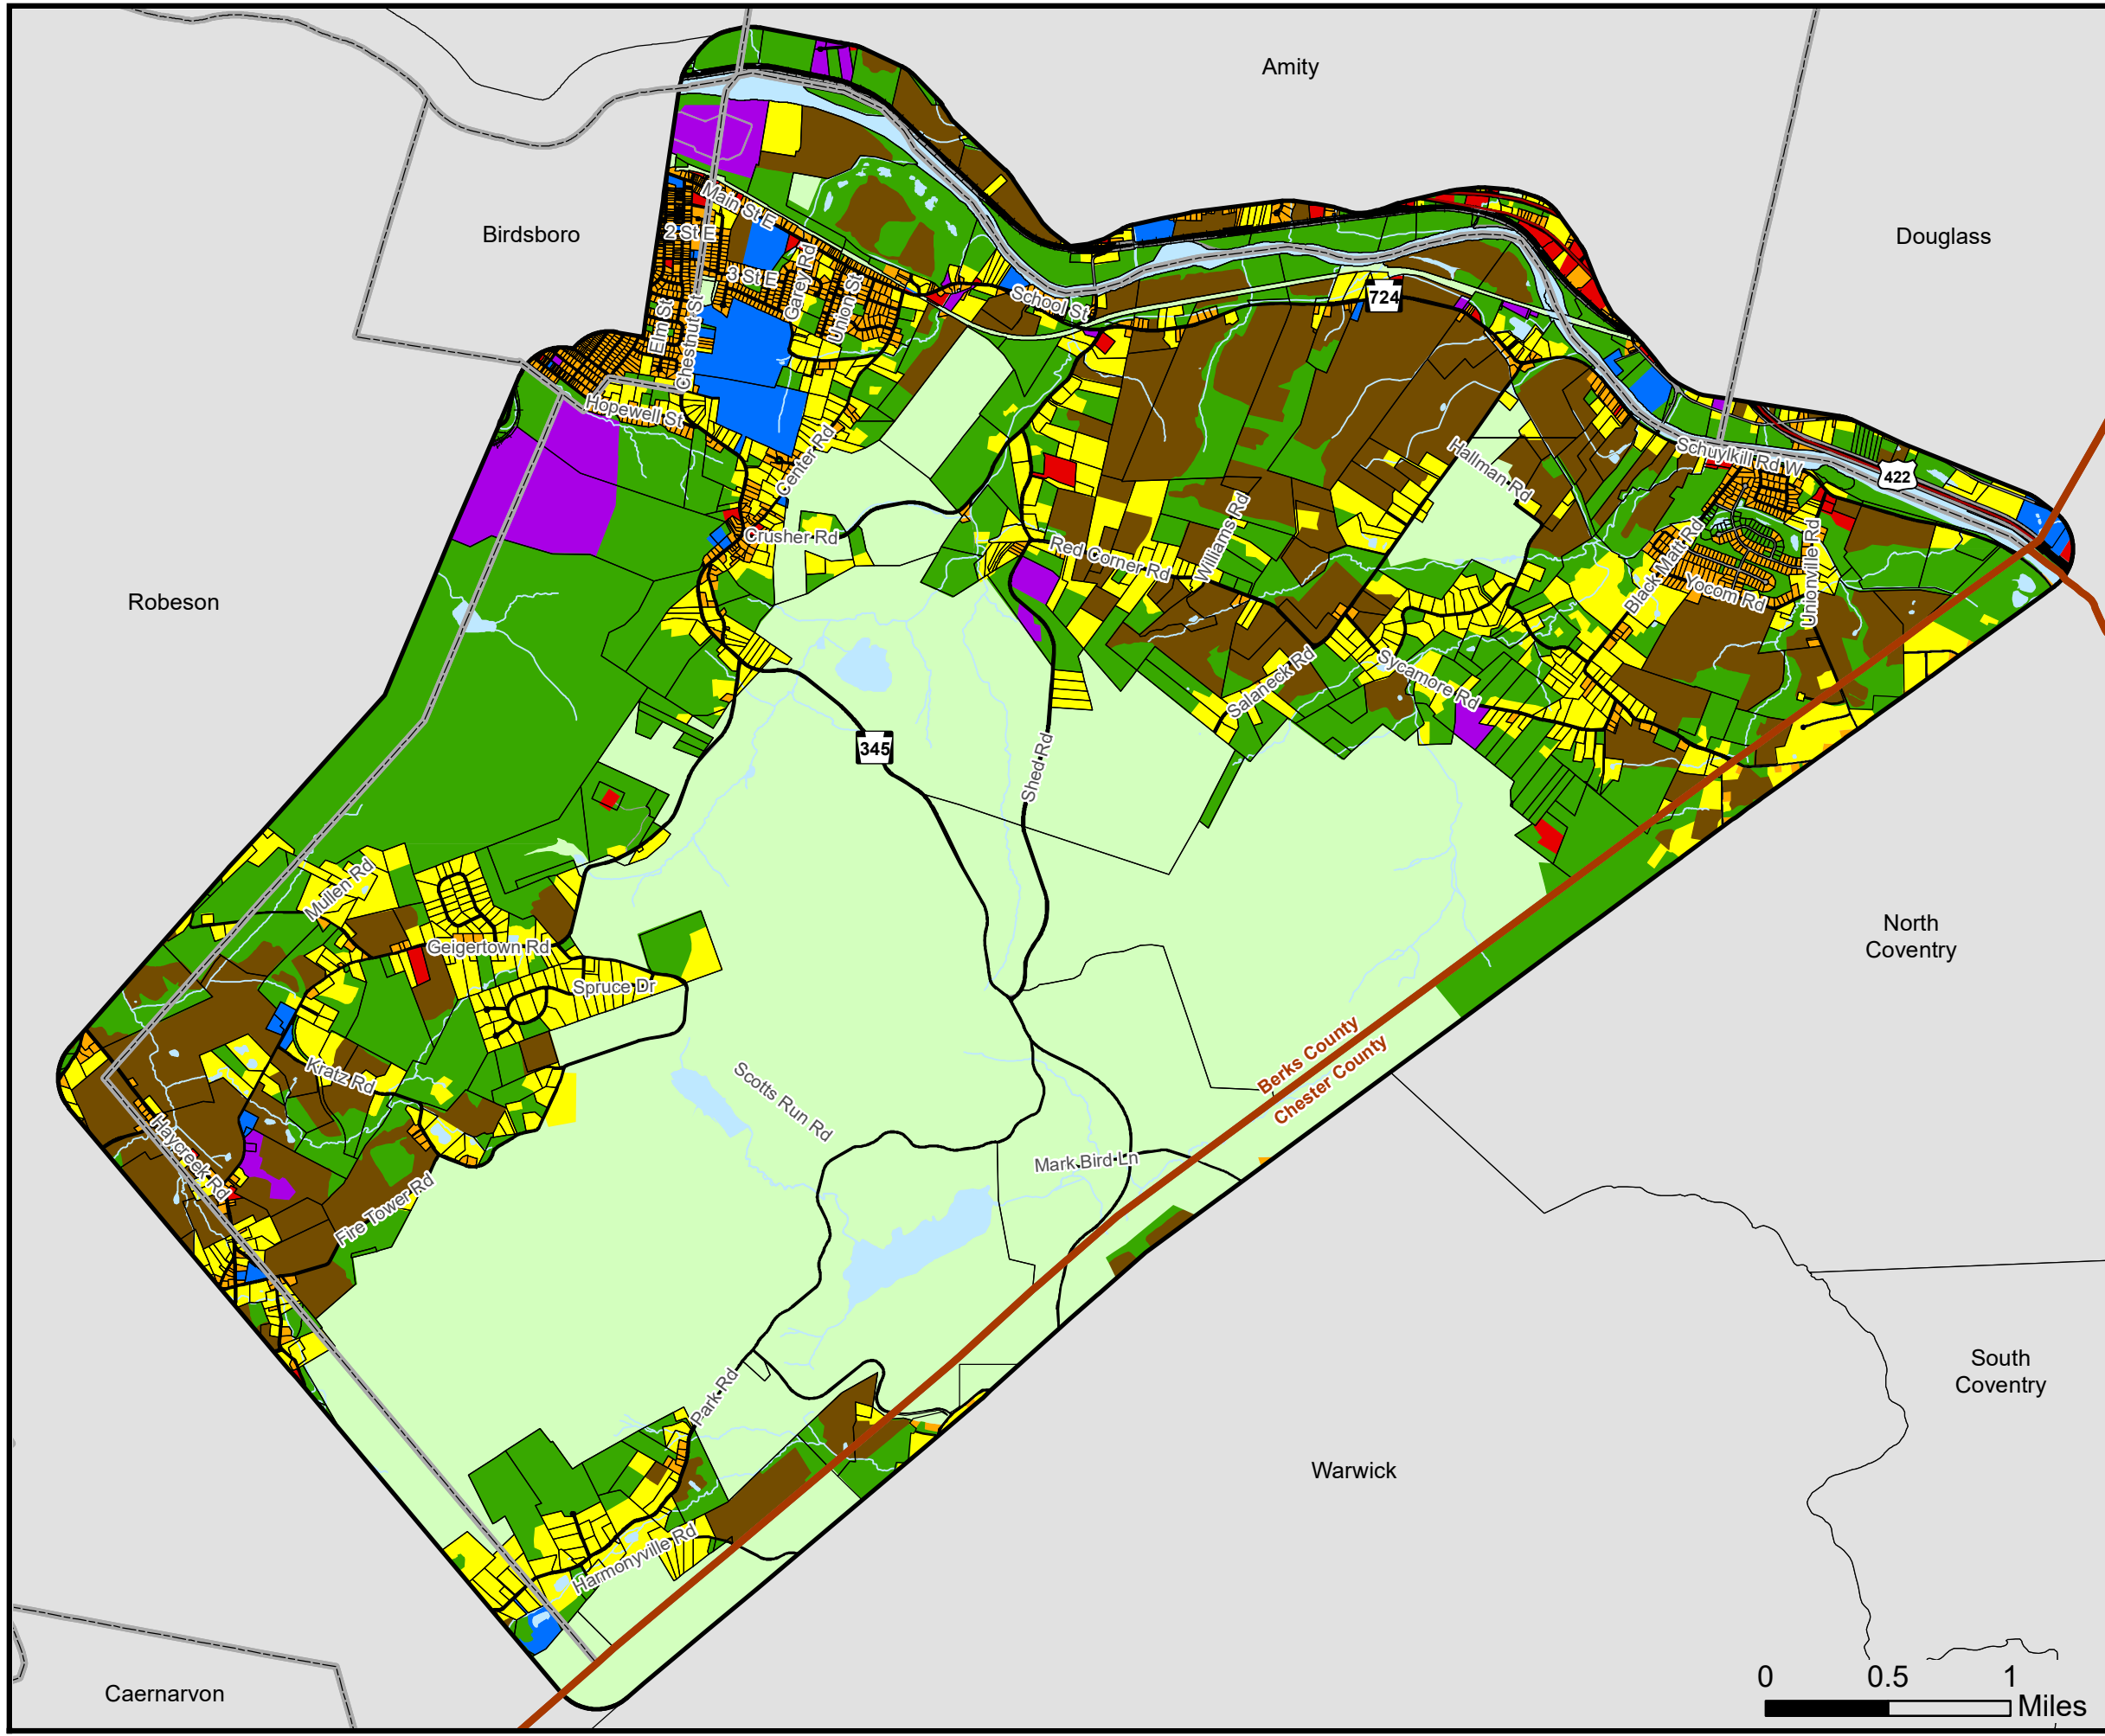 Amity
Birdsboro
Douglass
Main St E
2 St E
3 St E
Garey Rd
Union St
Elm St
Chestnut St
School St
724
Hopewell St
Center Rd
Crusher Rd
Hallman Rd
Schuylkill Rd W
422
Robeson
Red Corner Rd
Williams Rd
Black Matt Rd
Yocom Rd
Unionville Rd
Salaneck Rd
Sycamore Rd
345
Shed Rd
Mullen Rd
Geigertown Rd
Spruce Dr
North
Coventry
Kratz Rd
Scotts Run Rd
Berks County
Chester County
Haycreek Rd
Mark Bird Ln
Fire Tower Rd
South
Coventry
Park Rd
Warwick
Harmonyville Rd
Caernarvon
0 0.5 1
Miles